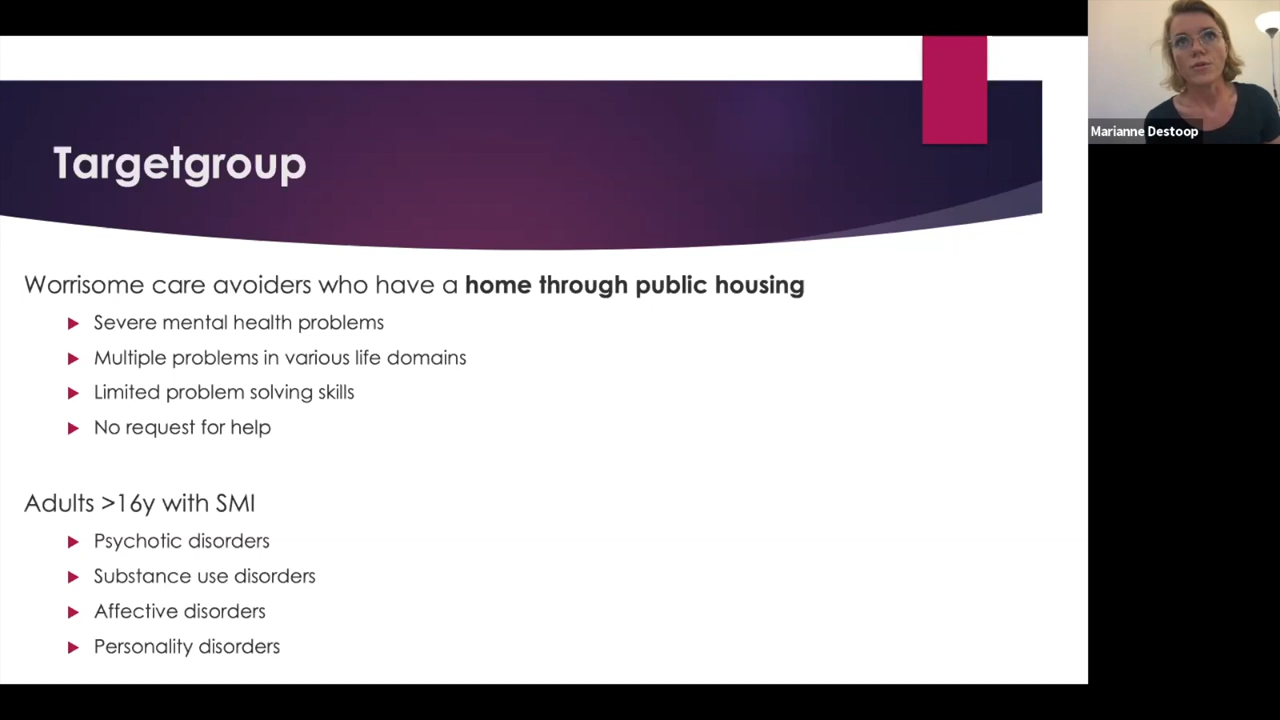 Targetgroup
Marianne Destoop
Worrisome care avoiders who have a home through public housing
Severe mental health problems
Multiple problems in various life domains
Limited problem solving skills
No request for help
Adults >16y with SMI
Psychotic disorders
Substance use disorders
Affective disorders
Personality disorders